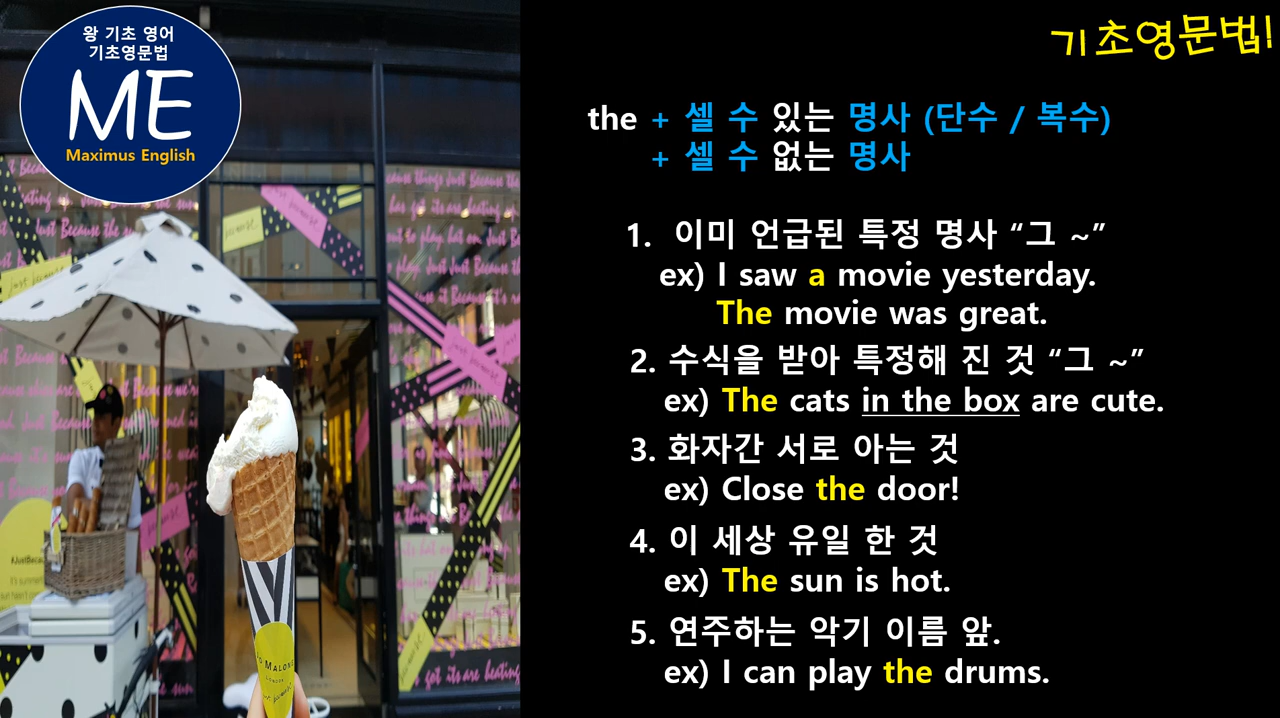 왕 기초 영어
기초영문법
ME
Maximus English
기초영문법!
the + 셀 수 있는 명사 (단수 / 복수)
+ 셀 수 없는 명사
1. 이미 언급된 특정 명사 “그 ~”
ex) I saw a movie yesterday.
The movie was great.
2. 수식을 받아 특정해 진 것 “그 ~”
ex) The cats in the box are cute.
3. 화자간 서로 아는 것
ex) Close the door!
4. 이 세상 유일 한 것
ex) The sun is hot.
5. 연주하는 악기 이름 앞.
ex) I can play the drums.
MALONE
LONDON